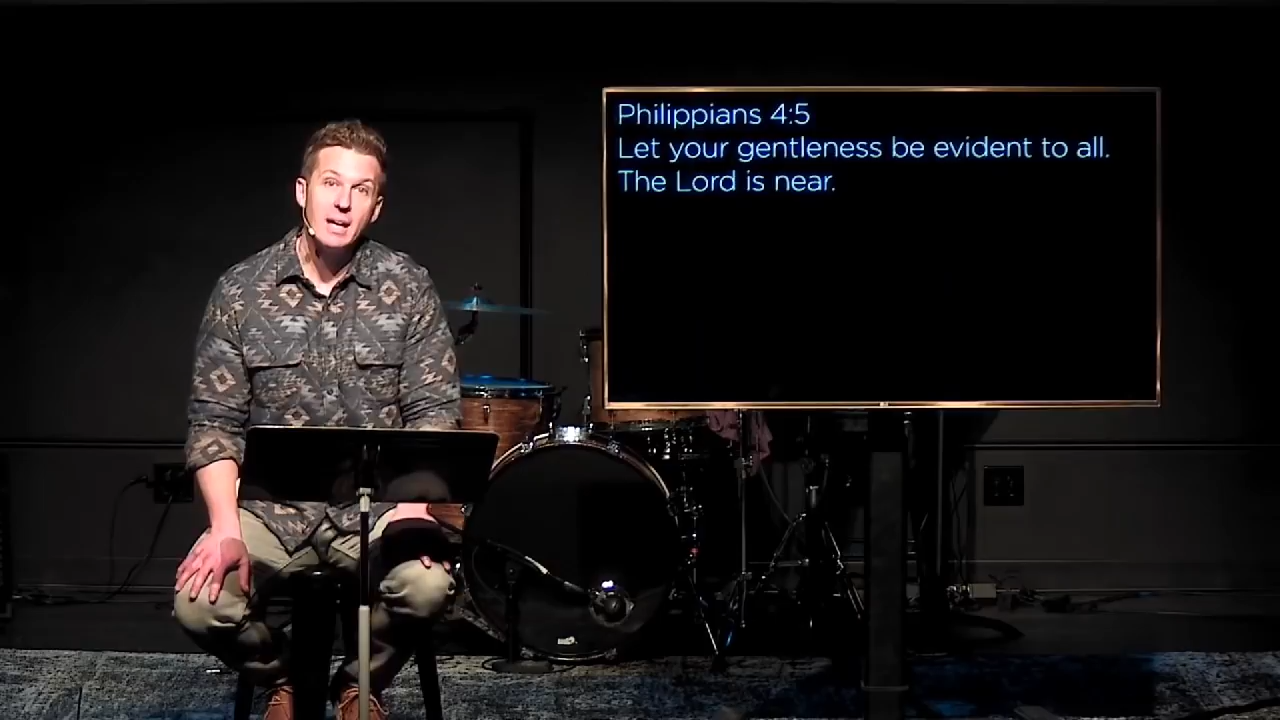 Philippians 4:5
Let your gentleness be evident to all.
The Lord is near.